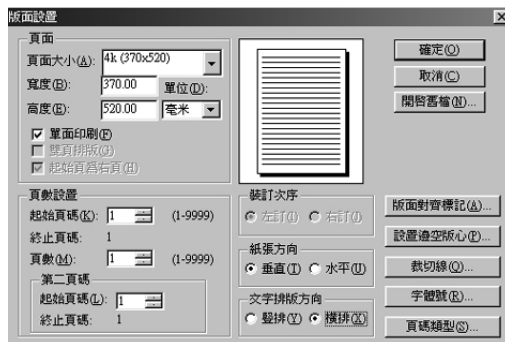 版面設置
頁面
頁面大小(A): 4k (370x520)
寬度(B): 370.00 單位(D):
高度(E): 520.00 毫米
單面印刷(F)
雙頁排版(G)
起始頁爲右頁(H)
頁數設置
起始頁碼(K): 1 (1-9999)
終止頁碼: 1
頁數(M): 1 (1-9999)
第二頁碼
起始頁碼(L): 1
終止頁碼: 1
裝訂次序
左訂(I) 右訂(J)
紙張方向
垂直(T) 水平(U)
文字排版方向
豎排(Y) 橫排(X)
確定(O)
取消(C)
開啓舊檔(N)...
版面對齊標記(A)...
設置邊空版心(P)...
裁切線(Q)...
字體號(R)...
頁碼類型(S)...